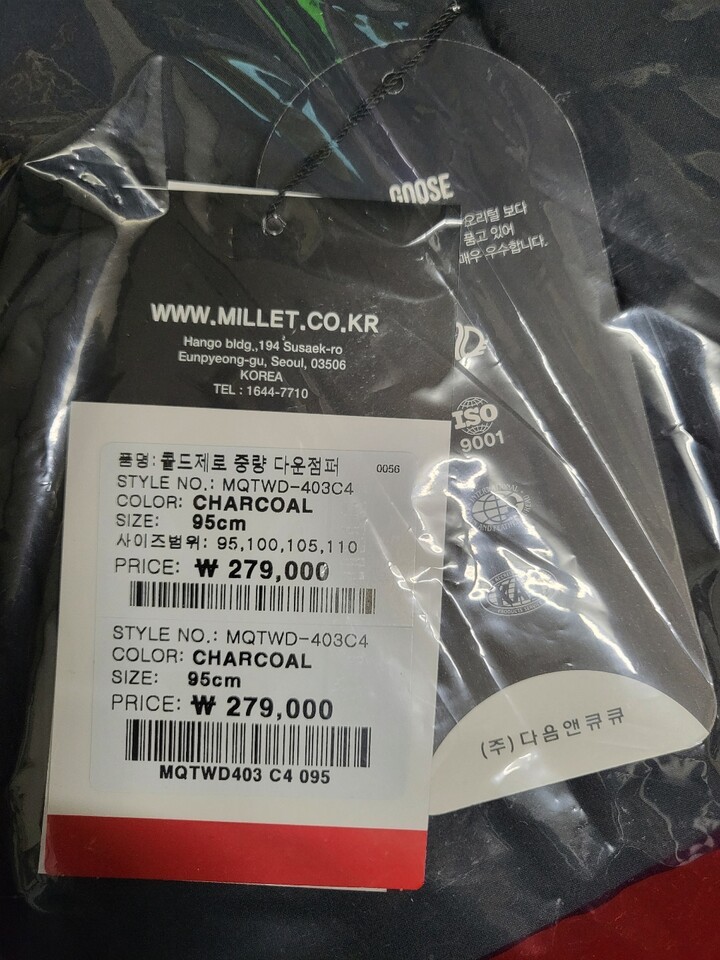 GOOSE
오리털 보다
품고 있어
매우 우수합니다.
WWW.MILLET.CO.KR
Hango bldg.,194 Susaek-ro
Eunpyeong-gu, Seoul, 03506
KOREA
TEL : 1644-7710
ISO
9001
품명: 콜드제로 중량 다운점퍼 0056
STYLE NO.: MQTWD-403C4
COLOR: CHARCOAL
SIZE: 95cm
사이즈범위: 95,100,105,110
PRICE: ₩ 279,000
STYLE NO.: MQTWD-403C4
COLOR: CHARCOAL
SIZE: 95cm
PRICE: ₩ 279,000
MQTWD403 C4 095
(주)다음앤큐큐